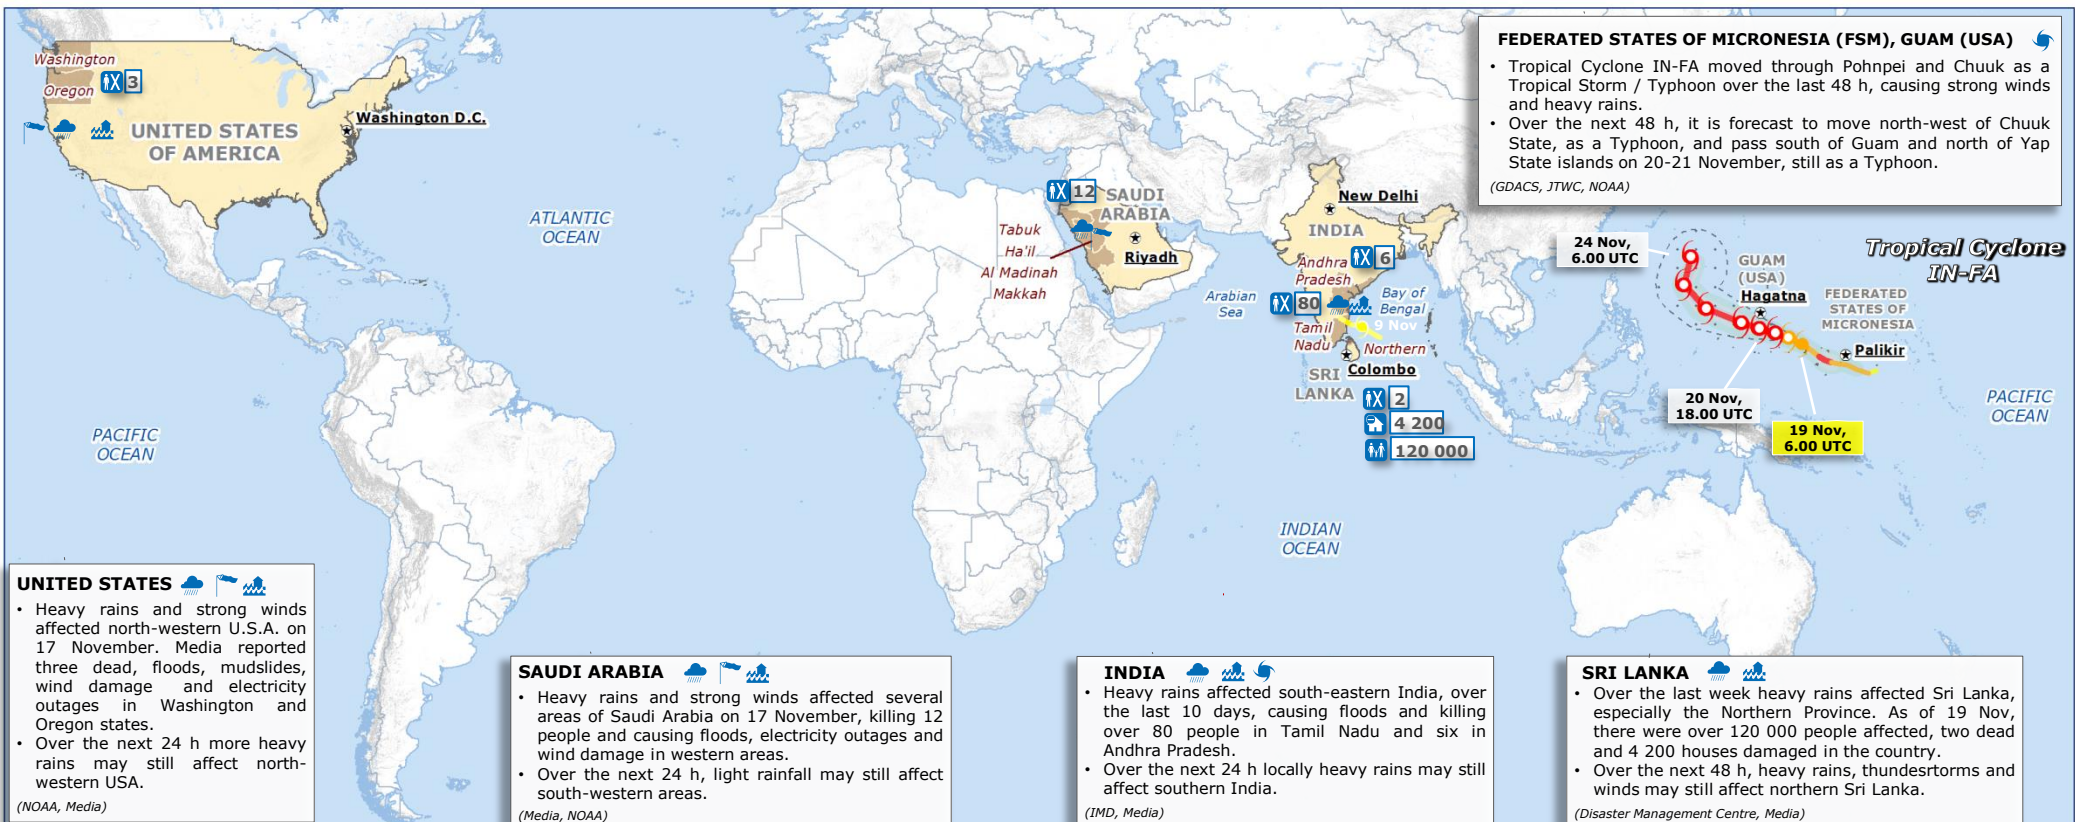 FEDERATED STATES OF MICRONESIA (FSM), GUAM (USA)
• Tropical Cyclone IN-FA moved through Pohnpei and Chuuk as a
Tropical Storm / Typhoon over the last 48 h, causing strong winds
and heavy rains.
• Over the next 48 h, it is forecast to move north-west of Chuuk
State, as a Typhoon, and pass south of Guam and north of Yap
State islands on 20-21 November, still as a Typhoon.
(GDACS, JTWC, NOAA)
Washington
Oregon
3
UNITED STATES
OF AMERICA
Washington D.C.
ATLANTIC
OCEAN
PACIFIC
OCEAN
12
SAUDI
ARABIA
Riyadh
Tabuk
Ha'il
Al Madinah
Makkah
New Delhi
INDIA
Andhra
Pradesh
6
80
Arabian
Sea
Bay of
Bengal
9 Nov
Tamil
Nadu
Northern
SRI
LANKA
Colombo
2
4 200
120 000
INDIAN
OCEAN
24 Nov,
6.00 UTC
Tropical Cyclone
IN-FA
GUAM
(USA)
Hagatna
FEDERATED
STATES OF
MICRONESIA
Palikir
20 Nov,
18.00 UTC
19 Nov,
6.00 UTC
PACIFIC
OCEAN
UNITED STATES
• Heavy rains and strong winds
affected north-western U.S.A. on
17 November. Media reported
three dead, floods, mudslides,
wind damage and electricity
outages in Washington and
Oregon states.
• Over the next 24 h more heavy
rains may still affect north-
western USA.
(NOAA, Media)
SAUDI ARABIA
• Heavy rains and strong winds affected several
areas of Saudi Arabia on 17 November, killing 12
people and causing floods, electricity outages and
wind damage in western areas.
• Over the next 24 h, light rainfall may still affect
south-western areas.
(Media, NOAA)
INDIA
• Heavy rains affected south-eastern India, over
the last 10 days, causing floods and killing
over 80 people in Tamil Nadu and six in
Andhra Pradesh.
• Over the next 24 h locally heavy rains may still
affect southern India.
(IMD, Media)
SRI LANKA
• Over the last week heavy rains affected Sri Lanka,
especially the Northern Province. As of 19 Nov,
there were over 120 000 people affected, two dead
and 4 200 houses damaged in the country.
• Over the next 48 h, heavy rains, thundesrtorms and
winds may still affect northern Sri Lanka.
(Disaster Management Centre, Media)